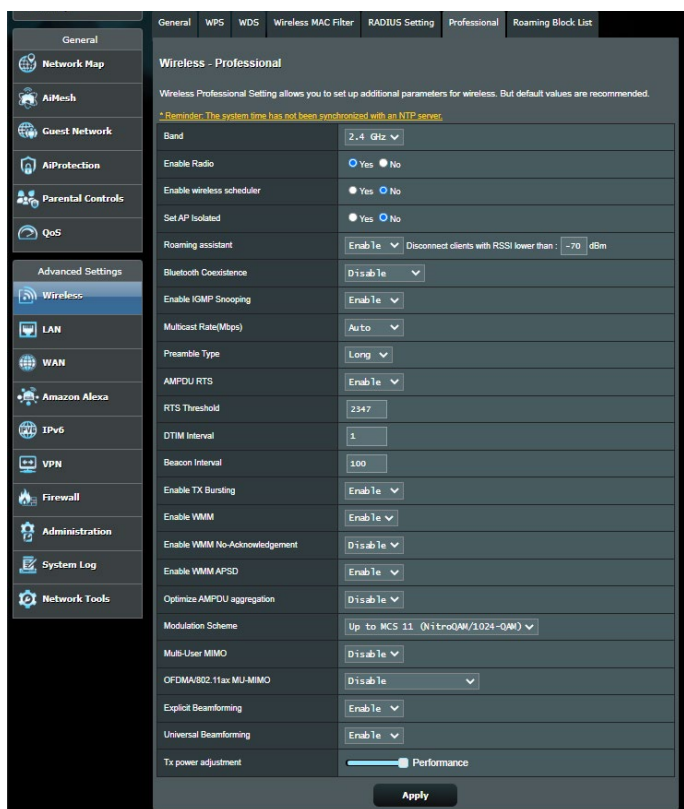 General WPS WDS Wireless MAC Filter RADIUS Setting Professional Roaming Block List
General
Network Map
AiMesh
Guest Network
AiProtection
Parental Controls
QoS
Advanced Settings
Wireless
LAN
WAN
Amazon Alexa
IPv6
VPN
Firewall
Administration
System Log
Network Tools
Wireless - Professional
Wireless Professional Setting allows you to set up additional parameters for wireless. But default values are recommended.
* Reminder: The system time has not been synchronized with an NTP server.
Band 2.4 GHz
Enable Radio Yes No
Enable wireless scheduler Yes No
Set AP Isolated Yes No
Roaming assistant Enable Disconnect clients with RSSI lower than : -70 dBm
Bluetooth Coexistence Disable
Enable IGMP Snooping Enable
Multicast Rate(Mbps) Auto
Preamble Type Long
AMPDU RTS Enable
RTS Threshold 2347
DTIM Interval 1
Beacon Interval 100
Enable TX Bursting Enable
Enable WMM Enable
Enable WMM No-Acknowledgement Disable
Enable WMM APSD Enable
Optimize AMPDU aggregation Disable
Modulation Scheme Up to MCS 11 (NitroQAM/1024-QAM)
Multi-User MIMO Disable
OFDMA/802.11ax MU-MIMO Disable
Explicit Beamforming Enable
Universal Beamforming Enable
Tx power adjustment Performance
Apply